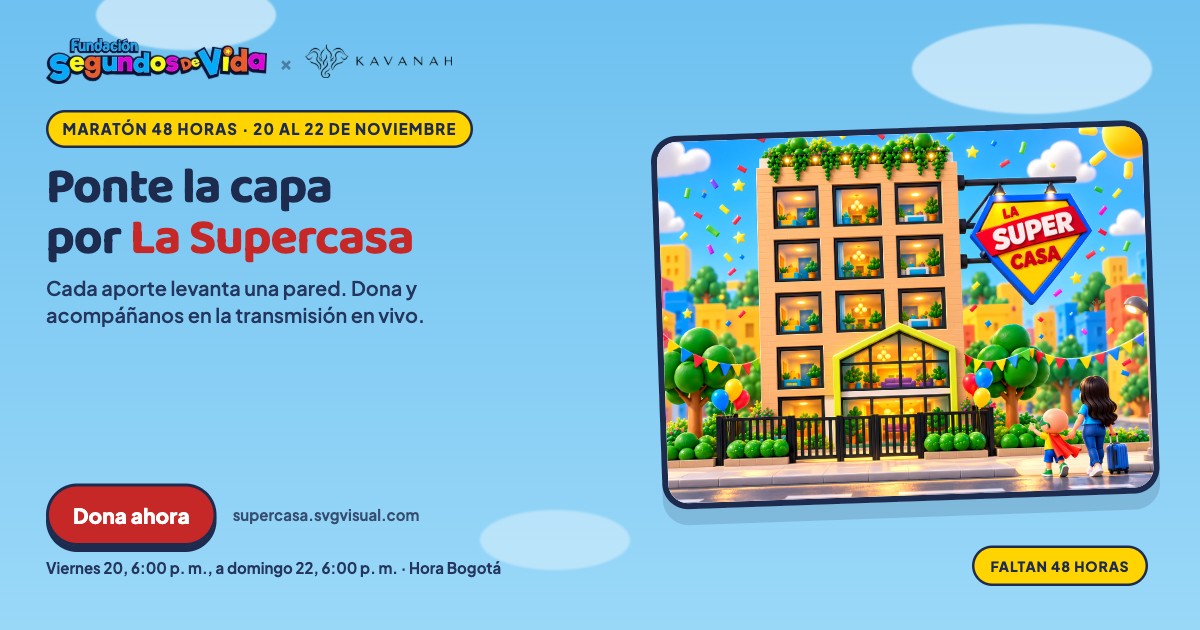 Fundación
Segundos De Vida × KAVANAH
MARATÓN 48 HORAS · 20 AL 22 DE NOVIEMBRE
Ponte la capa
por La Supercasa
Cada aporte levanta una pared. Dona y
acompáñanos en la transmisión en vivo.
LA
SUPER
CASA
Dona ahora
supercasa.svgvisual.com
Viernes 20, 6:00 p. m., a domingo 22, 6:00 p. m. · Hora Bogotá
FALTAN 48 HORAS